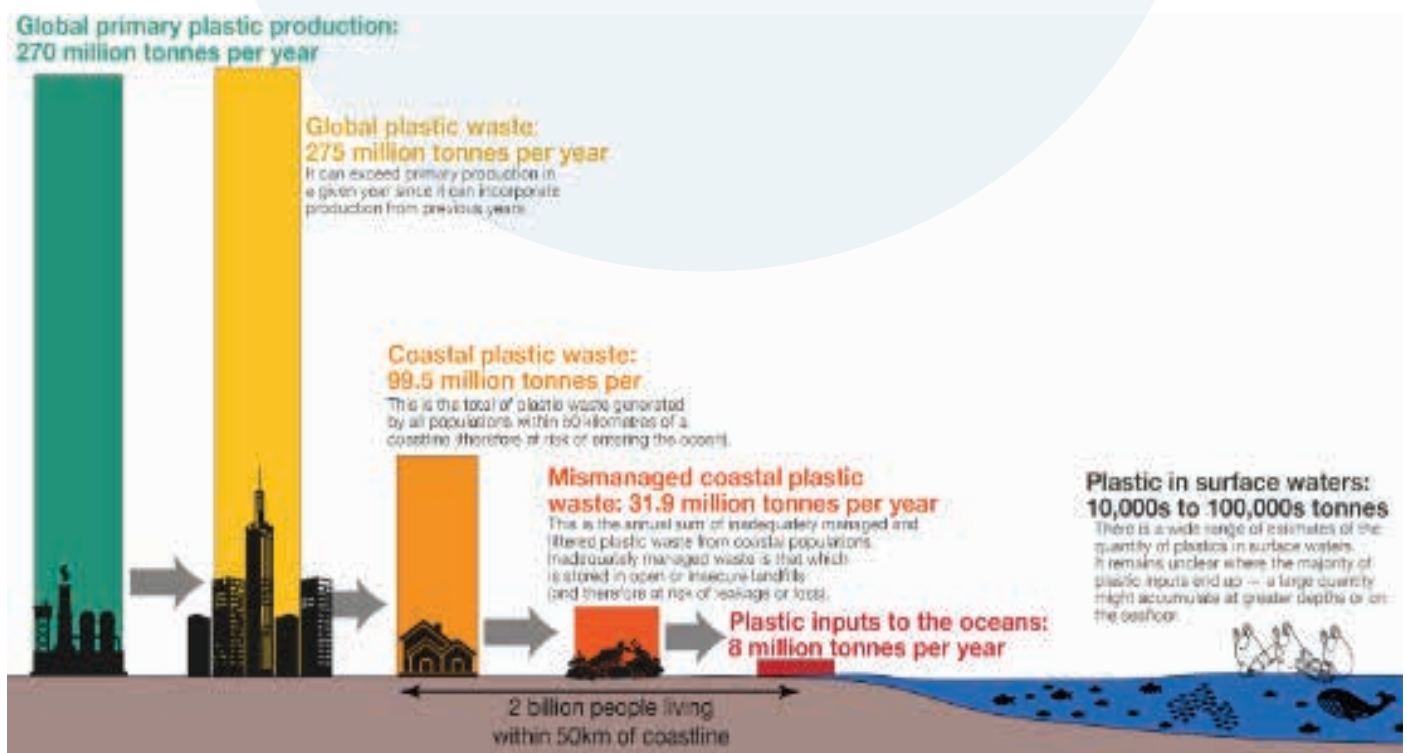 Global primary plastic production:
270 million tonnes per year
Global plastic waste:
275 million tonnes per year
It can exceed primary production in
a given year since it can incorporate
production from previous years
Coastal plastic waste:
99.5 million tonnes per
This is the total of plastic waste generated
by all populations within 50 kilometres of a
coastline (therefore at risk of entering the ocean).
Mismanaged coastal plastic
waste: 31.9 million tonnes per year
This is the annual sum of inadequately managed and
littered plastic waste from coastal populations.
Inadequately managed waste is that which
is stored in open or insecure landfills
(and therefore at risk of leakage or loss).
Plastic inputs to the oceans:
8 million tonnes per year
Plastic in surface waters:
10,000s to 100,000s tonnes
There is a wide range of estimates of the
quantity of plastics in surface waters.
It remains unclear where the majority of
plastic inputs end up — a large quantity
might accumulate at greater depths or on
the seafloor.
2 billion people living
within 50km of coastline